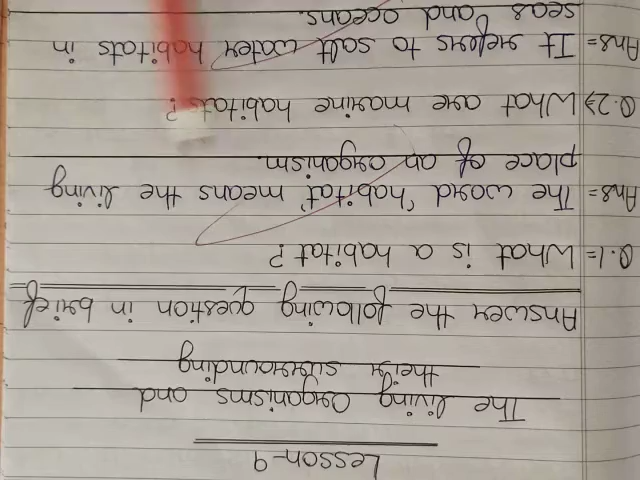 Lesson-9
The living organisms and
their surrounding
Answer the following question in brief
Q.1= What is a habitat?
Ans= The word 'habitat' means the living
place of an organism.
Q.2⇒ What are marine habitats?
Ans= It refers to salt water habitats in
seas and oceans.